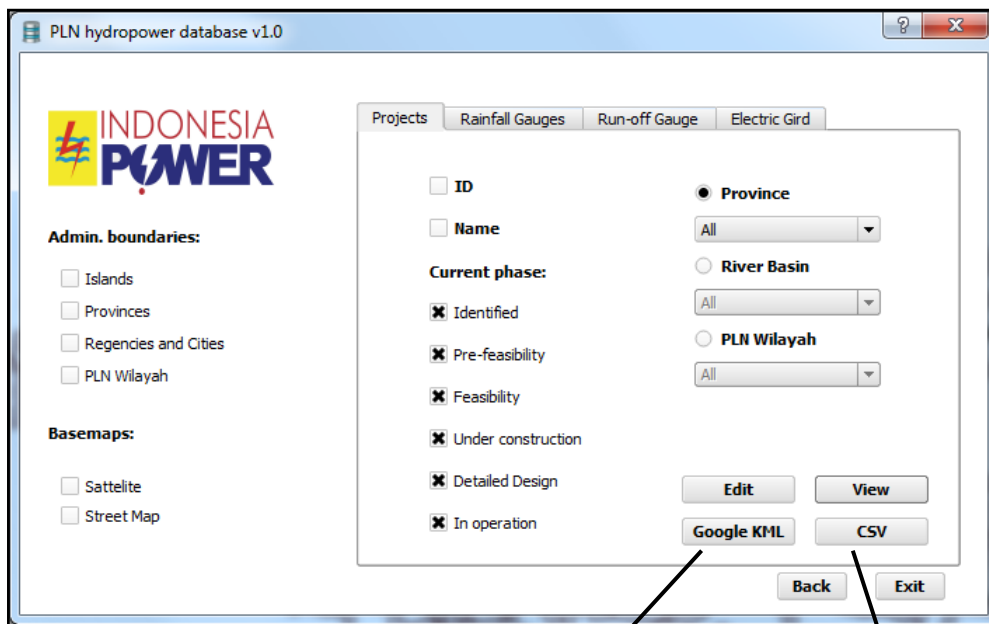 PLN hydropower database v1.0
INDONESIA
POWER
Admin. boundaries:
Islands
Provinces
Regencies and Cities
PLN Wilayah
Basemaps:
Sattelite
Street Map
Projects
Rainfall Gauges
Run-off Gauge
Electric Gird
ID
Name
Current phase:
Identified
Pre-feasibility
Feasibility
Under construction
Detailed Design
In operation
Province
All
River Basin
All
PLN Wilayah
All
Edit
View
Google KML
CSV
Back
Exit